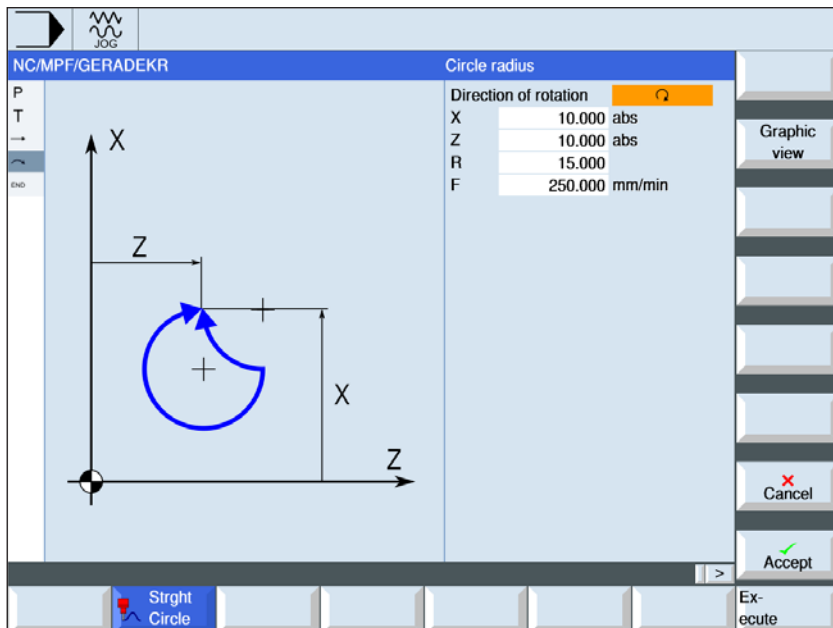 JOG
NC/MPF/GERADEKR
Circle radius
P
T
END
Direction of rotation
X 10.000 abs
Z 10.000 abs
R 15.000
F 250.000 mm/min
X
Z
X
Z
Graphic
view
Cancel
Accept
>
Strght
Circle
Ex-
ecute